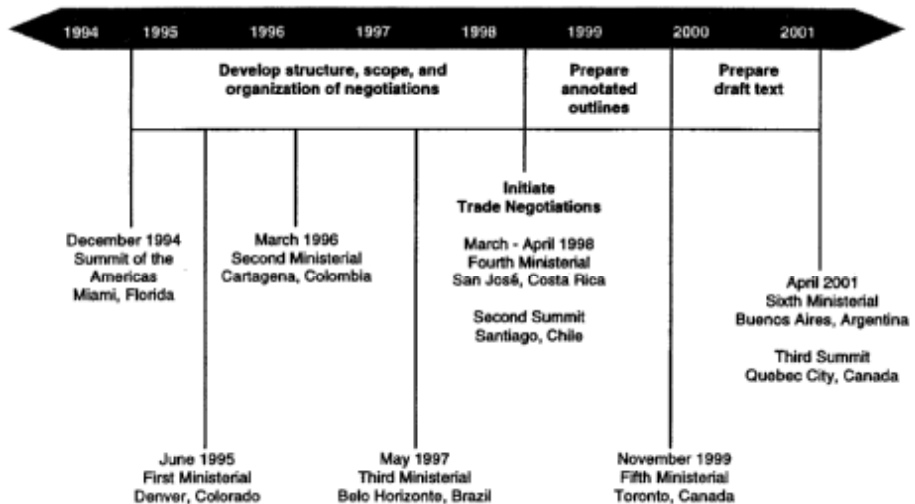 1994 1995 1996 1997 1998 1999 2000 2001
Develop structure, scope, and
organization of negotiations
Prepare
annotated
outlines
Prepare
draft text
Initiate
Trade Negotiations
December 1994
Summit of the
Americas
Miami, Florida
March 1996
Second Ministerial
Cartagena, Colombia
March - April 1998
Fourth Ministerial
San José, Costa Rica
Second Summit
Santiago, Chile
April 2001
Sixth Ministerial
Buenos Aires, Argentina
Third Summit
Quebec City, Canada
June 1995
First Ministerial
Denver, Colorado
May 1997
Third Ministerial
Belo Horizonte, Brazil
November 1999
Fifth Ministerial
Toronto, Canada